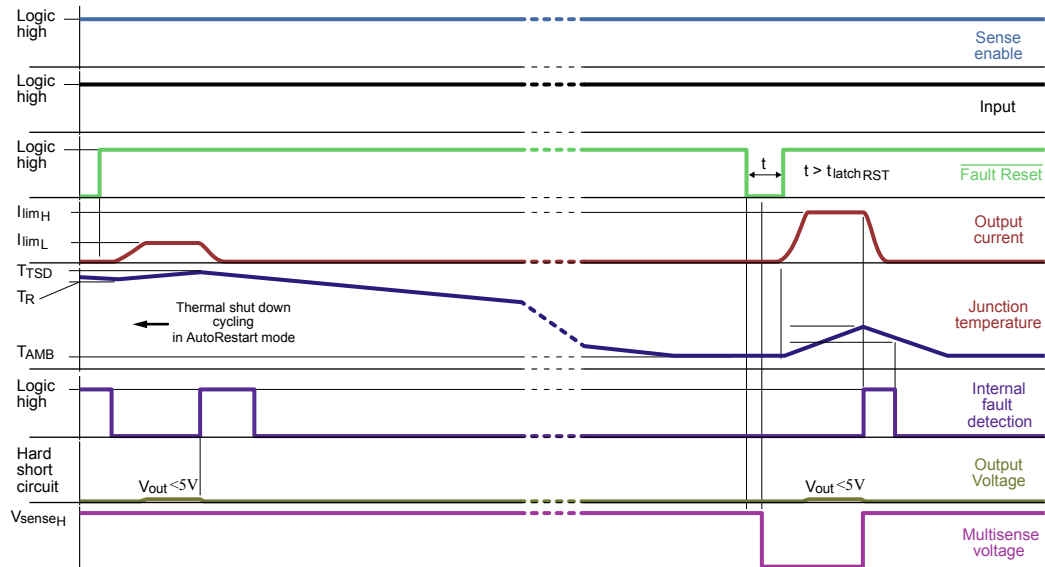 Logic
high
Sense
enable
Logic
high
Input
Logic
high
t
t > tlatchRST
Fault Reset
IlimH
Output
current
IlimL
TTSD
TR
Thermal shut down
cycling
in AutoRestart mode
Junction
temperature
TAMB
Logic
high
Internal
fault
detection
Hard
short
circuit
Vout <5V
Vout <5V
Output
Voltage
VsenseH
Multisense
voltage